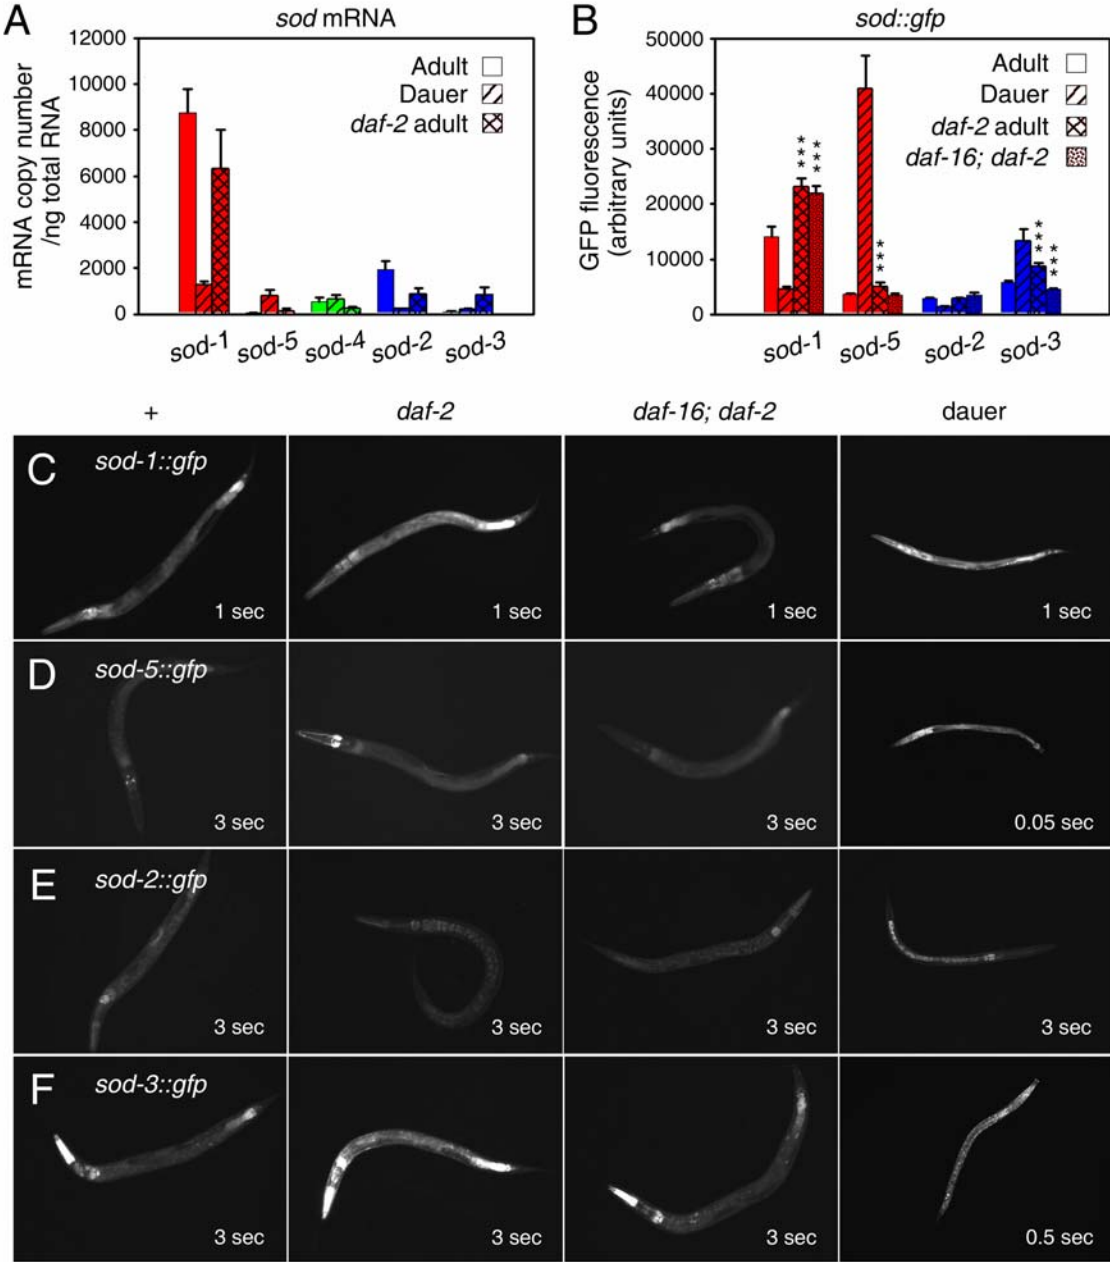 A
sod mRNA
mRNA copy number
/ng total RNA
12000
10000
8000
6000
4000
2000
0
Adult
Dauer
daf-2 adult
sod-1
sod-5
sod-4
sod-2
sod-3
B
sod::gfp
GFP fluorescence
(arbitrary units)
50000
40000
30000
20000
10000
0
Adult
Dauer
daf-2 adult
daf-16; daf-2
***
***
***
***
***
sod-1
sod-5
sod-2
sod-3
+
daf-2
daf-16; daf-2
dauer
C
sod-1::gfp
1 sec
1 sec
1 sec
1 sec
D
sod-5::gfp
3 sec
3 sec
3 sec
0.05 sec
E
sod-2::gfp
3 sec
3 sec
3 sec
3 sec
F
sod-3::gfp
3 sec
3 sec
3 sec
0.5 sec